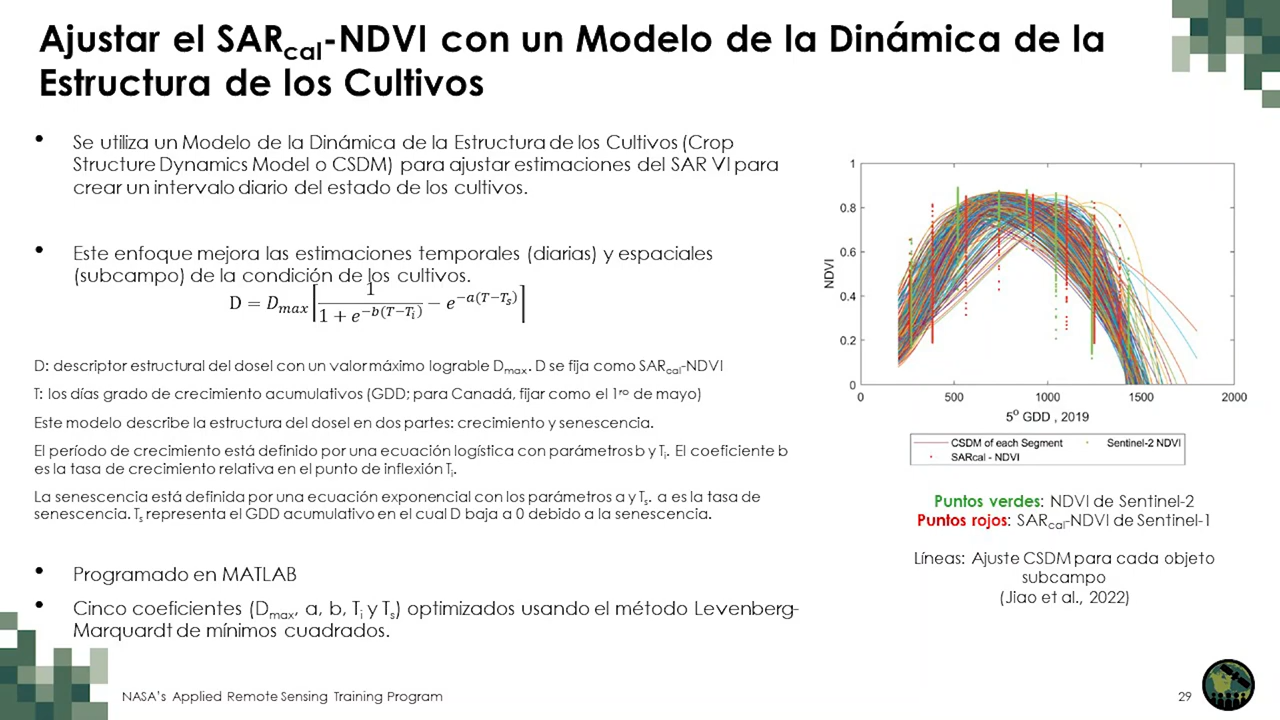 Ajustar el SARcal-NDVI con un Modelo de la Dinámica de la
Estructura de los Cultivos
• Se utiliza un Modelo de la Dinámica de la Estructura de los Cultivos (Crop
Structure Dynamics Model o CSDM) para ajustar estimaciones del SAR VI para
crear un intervalo diario del estado de los cultivos.
• Este enfoque mejora las estimaciones temporales (diarias) y espaciales
(subcampo) de la condición de los cultivos.
D = D_max [ 1 / (1 + e^{−b(T−T_i)}) − e^{−a(T−T_s)} ]
D: descriptor estructural del dosel con un valor máximo lograble Dmax. D se fija como SARcal-NDVI
T: los días grado de crecimiento acumulativos (GDD; para Canadá, fijar como el 1ro de mayo)
Este modelo describe la estructura del dosel en dos partes: crecimiento y senescencia.
El período de crecimiento está definido por una ecuación logística con parámetros b y Ti. El coeficiente b
es la tasa de crecimiento relativa en el punto de inflexión Ti.
La senescencia está definida por una ecuación exponencial con los parámetros a y Ts. a es la tasa de
senescencia. Ts representa el GDD acumulativo en el cual D baja a 0 debido a la senescencia.
• Programado en MATLAB
• Cinco coeficientes (Dmax, a, b, Ti y Ts) optimizados usando el método Levenberg-
Marquardt de mínimos cuadrados.
1
0.8
0.6
0.4
0.2
0
NDVI
0 500 1000 1500 2000
5º GDD , 2019
CSDM of each Segment Sentinel-2 NDVI
SARcal - NDVI
Puntos verdes: NDVI de Sentinel-2
Puntos rojos: SARcal-NDVI de Sentinel-1
Líneas: Ajuste CSDM para cada objeto
subcampo
(Jiao et al., 2022)
NASA's Applied Remote Sensing Training Program
29